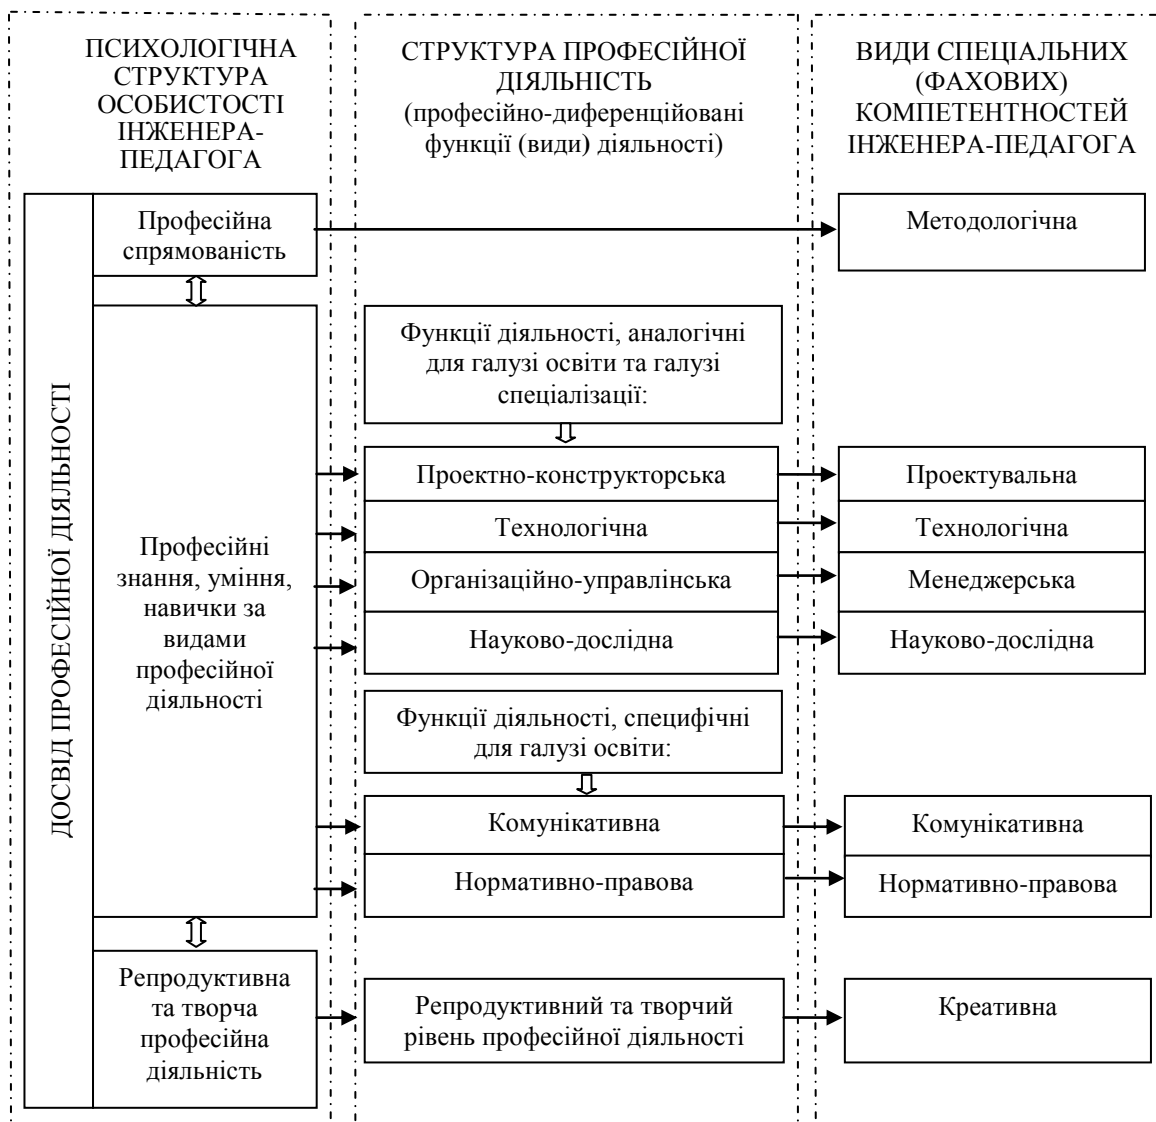 ПСИХОЛОГІЧНА
СТРУКТУРА
ОСОБИСТОСТІ
ІНЖЕНЕРА-
ПЕДАГОГА
СТРУКТУРА ПРОФЕСІЙНОЇ
ДІЯЛЬНІСТЬ
(професійно-диференційовані
функції (види) діяльності)
ВИДИ СПЕЦІАЛЬНИХ
(ФАХОВИХ)
КОМПЕТЕНТНОСТЕЙ
ІНЖЕНЕРА-ПЕДАГОГА
ДОСВІД ПРОФЕСІЙНОЇ ДІЯЛЬНОСТІ
Професійна
спрямованість
Методологічна
Професійні
знання, уміння,
навички за
видами
професійної
діяльності
Функції діяльності, аналогічні
для галузі освіти та галузі
спеціалізації:
Проектно-конструкторська
Проектувальна
Технологічна
Технологічна
Організаційно-управлінська
Менеджерська
Науково-дослідна
Науково-дослідна
Функції діяльності, специфічні
для галузі освіти:
Комунікативна
Комунікативна
Нормативно-правова
Нормативно-правова
Репродуктивна
та творча
професійна
діяльність
Репродуктивний та творчий
рівень професійної діяльності
Креативна